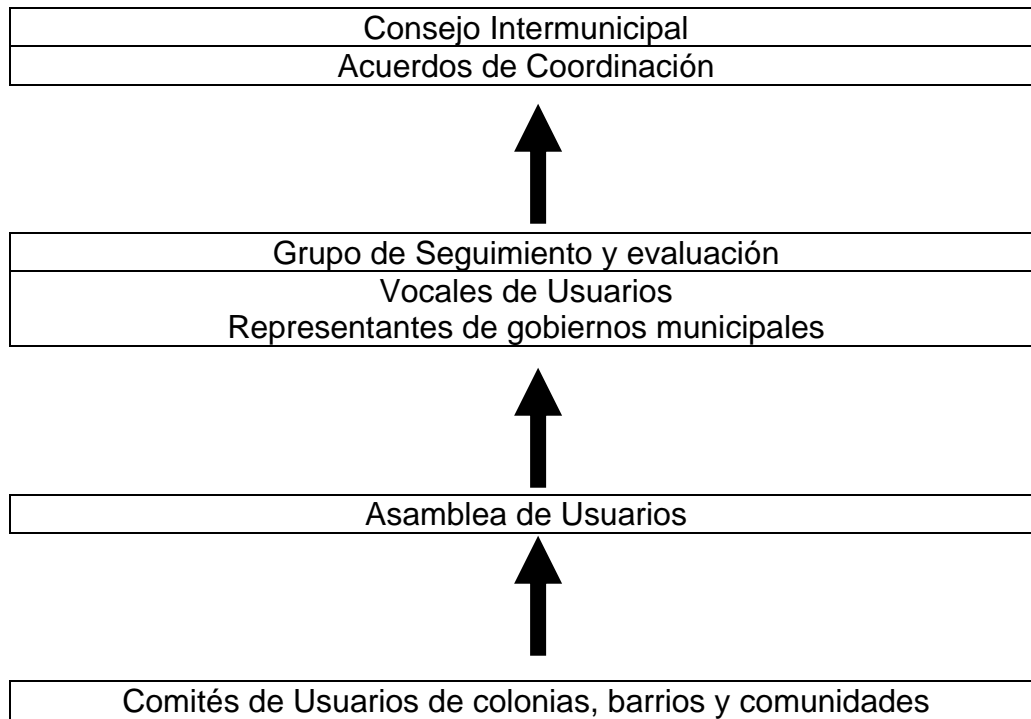 Consejo Intermunicipal
Acuerdos de Coordinación
Grupo de Seguimiento y evaluación
Vocales de Usuarios
Representantes de gobiernos municipales
Asamblea de Usuarios
Comités de Usuarios de colonias, barrios y comunidades